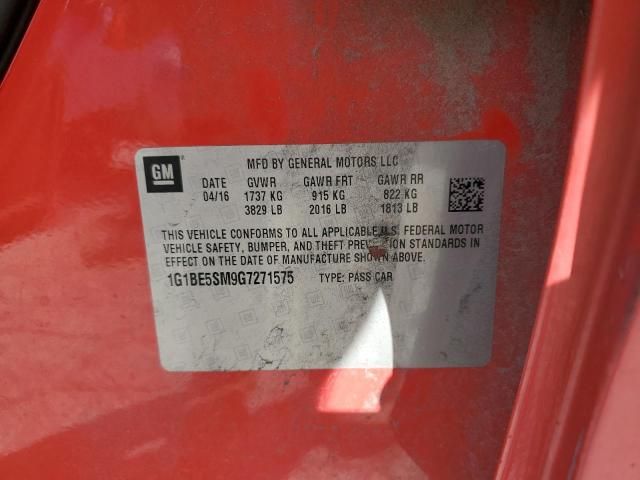 GM
MFD BY GENERAL MOTORS LLC
DATE GVWR GAWR FRT GAWR RR
04/16 1737 KG 915 KG 822 KG
3829 LB 2016 LB 1813 LB
THIS VEHICLE CONFORMS TO ALL APPLICABLE U.S. FEDERAL MOTOR
VEHICLE SAFETY, BUMPER, AND THEFT PREVENTION STANDARDS IN
EFFECT ON THE DATE OF MANUFACTURE SHOWN ABOVE.
1G1BE5SM9G7271575 TYPE: PASS CAR